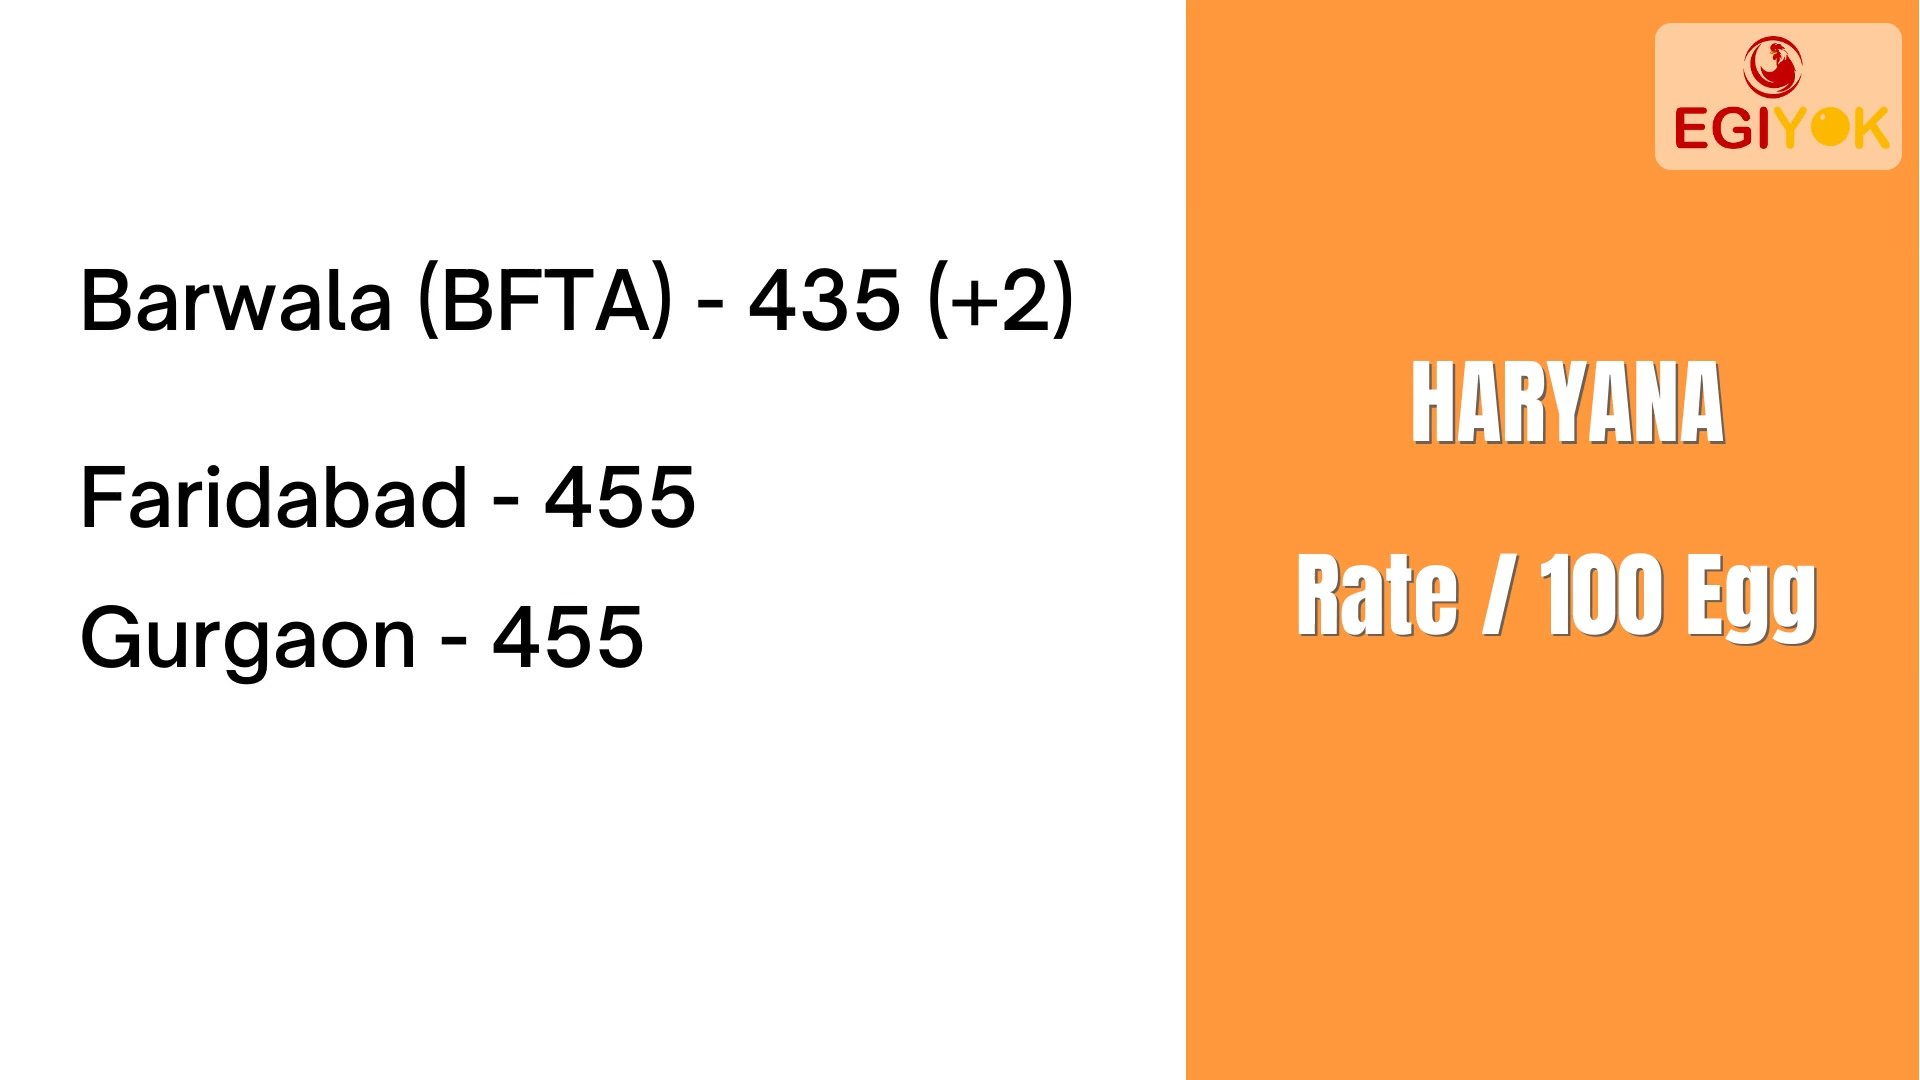 Barwala (BFTA) - 435 (+2)
Faridabad - 455
Gurgaon - 455
EGIYOK
HARYANA
Rate / 100 Egg